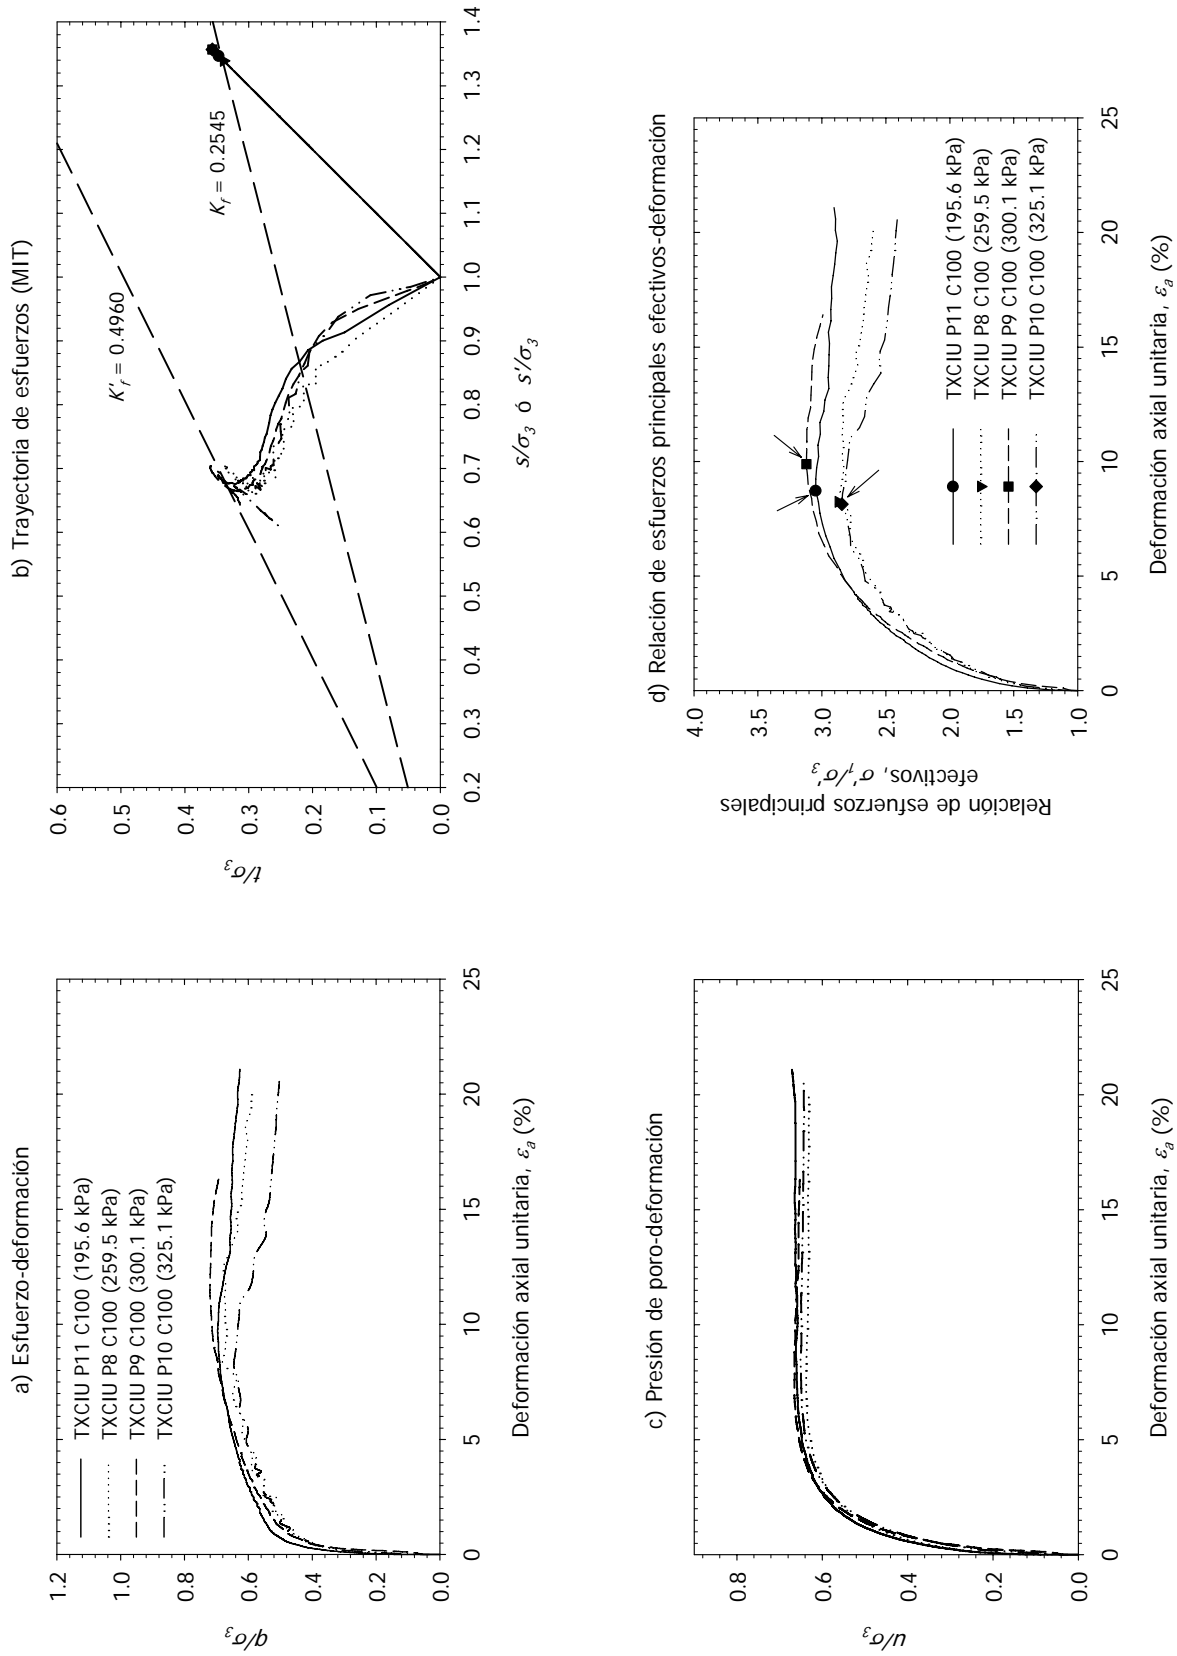 a) Esfuerzo-deformación
q/σ3
1.2
1.0
0.8
0.6
0.4
0.2
0.0
TXCIU P11 C100 (195.6 kPa)
TXCIU P8 C100 (259.5 kPa)
TXCIU P9 C100 (300.1 kPa)
TXCIU P10 C100 (325.1 kPa)
0 5 10 15 20 25
Deformación axial unitaria, εa (%)
b) Trayectoria de esfuerzos (MIT)
t/σ3
0.6
0.5
0.4
0.3
0.2
0.1
0.0
K'f = 0.4960
Kf = 0.2545
0.2 0.3 0.4 0.5 0.6 0.7 0.8 0.9 1.0 1.1 1.2 1.3 1.4
s/σ3 ó s'/σ3
c) Presión de poro-deformación
u/σ3
0.8
0.6
0.4
0.2
0.0
0 5 10 15 20 25
Deformación axial unitaria, εa (%)
d) Relación de esfuerzos principales efectivos-deformación
Relación de esfuerzos principales
efectivos, σ'1/σ'3
4.0
3.5
3.0
2.5
2.0
1.5
1.0
TXCIU P11 C100 (195.6 kPa)
TXCIU P8 C100 (259.5 kPa)
TXCIU P9 C100 (300.1 kPa)
TXCIU P10 C100 (325.1 kPa)
0 5 10 15 20 25
Deformación axial unitaria, εa (%)